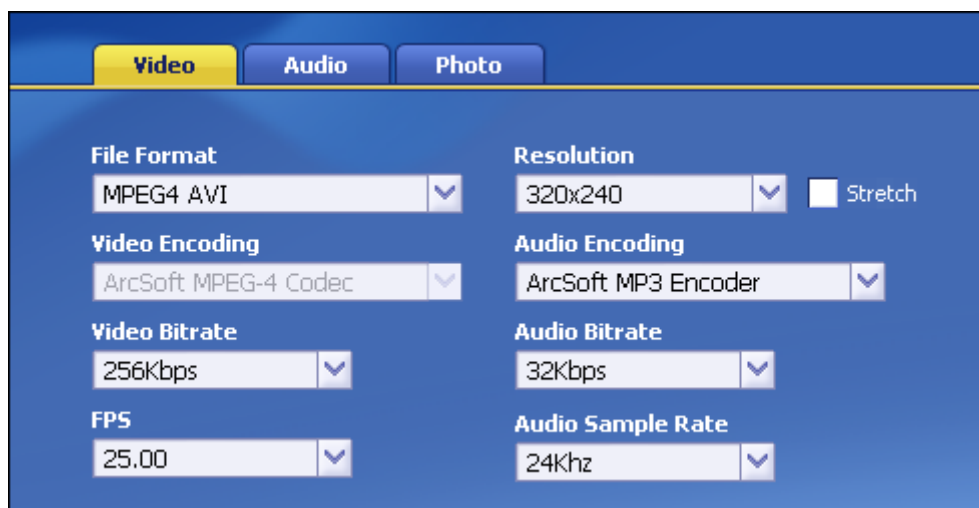 Video Audio Photo
File Format
MPEG4 AVI
Resolution
320x240 Stretch
Video Encoding
ArcSoft MPEG-4 Codec
Audio Encoding
ArcSoft MP3 Encoder
Video Bitrate
256Kbps
Audio Bitrate
32Kbps
FPS
25.00
Audio Sample Rate
24Khz